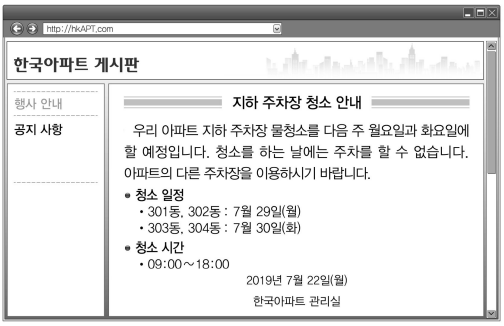 http://hkAPT.com
한국아파트 게시판
행사 안내
공지 사항
지하 주차장 청소 안내
우리 아파트 지하 주차장 물청소를 다음 주 월요일과 화요일에
할 예정입니다. 청소를 하는 날에는 주차를 할 수 없습니다.
아파트의 다른 주차장을 이용하시기 바랍니다.
청소 일정
• 301동, 302동 : 7월 29일(월)
• 303동, 304동 : 7월 30일(화)
청소 시간
• 09:00～18:00
2019년 7월 22일(월)
한국아파트 관리실